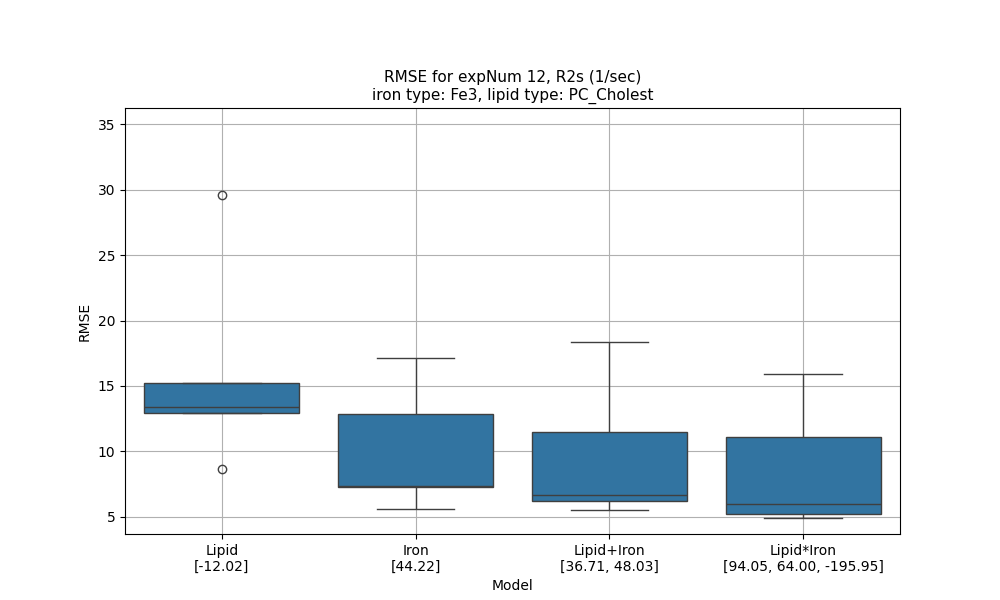 RMSE for expNum 12, R2s (1/sec)
iron type: Fe3, lipid type: PC_Cholest
35
30
25
20
15
10
5
RMSE
Lipid
[-12.02]
Iron
[44.22]
Lipid+Iron
[36.71, 48.03]
Lipid*Iron
[94.05, 64.00, -195.95]
Model